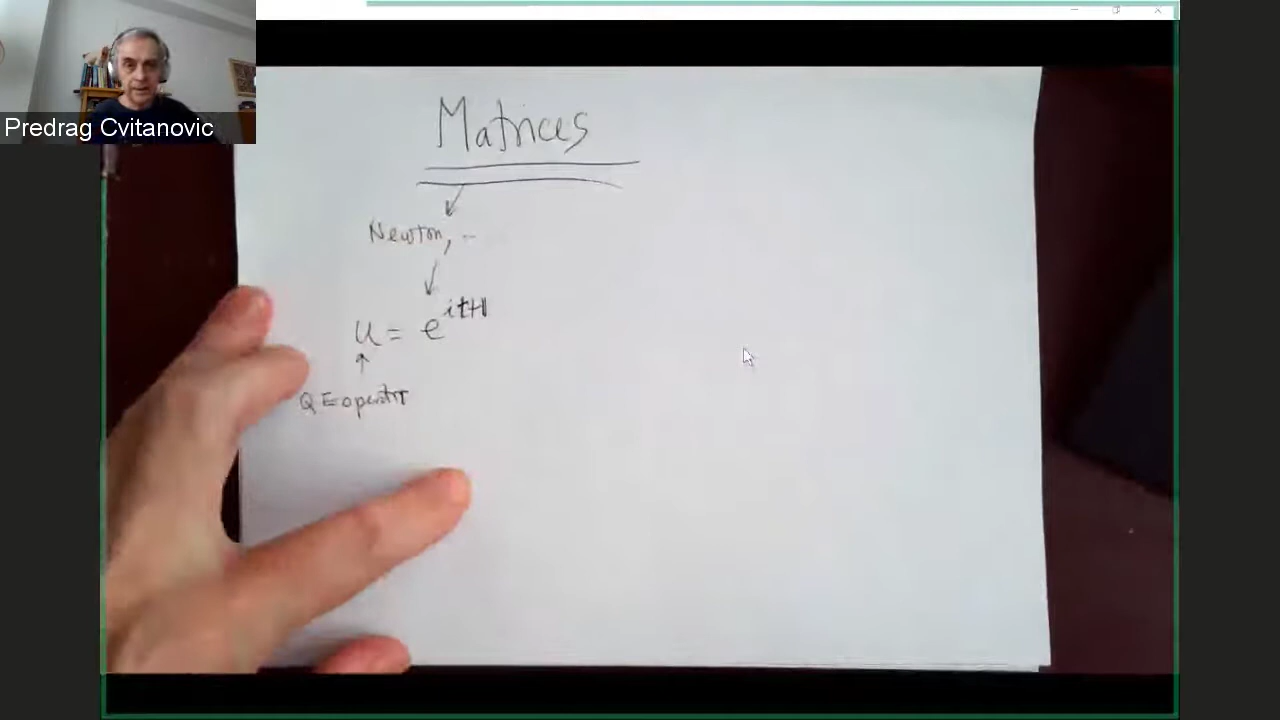 Predrag Cvitanovic
Matrices
Newton, ..
U = e^{itH}
QE operator